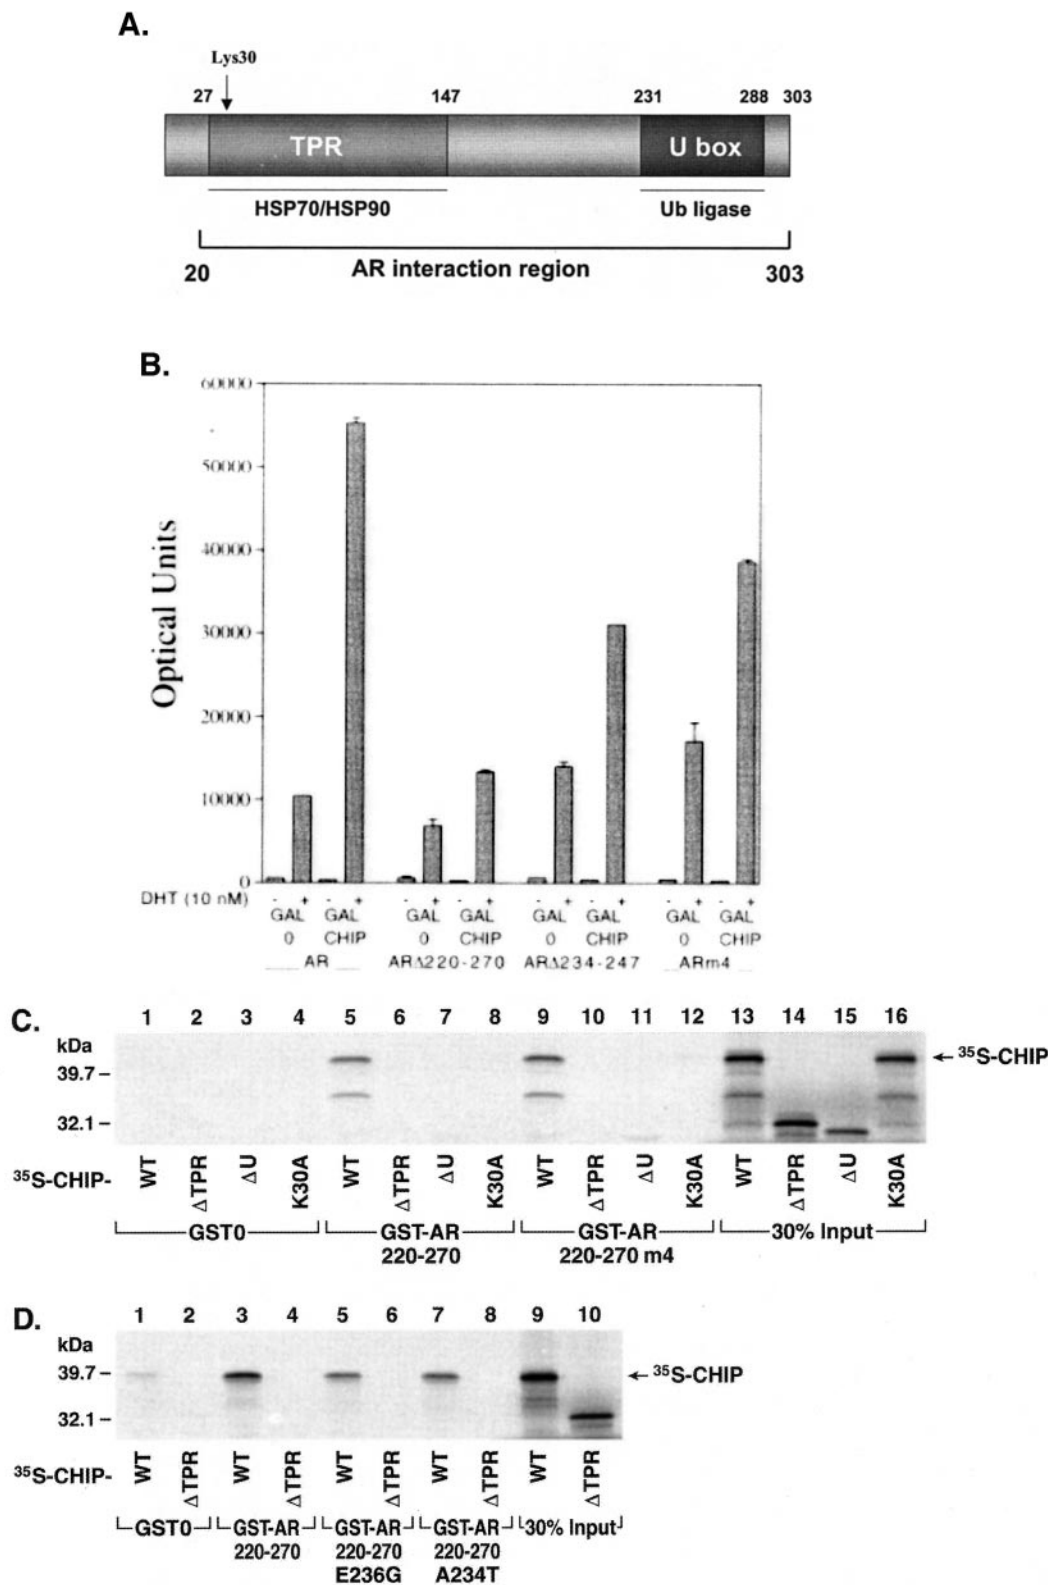 A.
Lys30
27 147 231 288 303
TPR U box
HSP70/HSP90 Ub ligase
AR interaction region
20 303
B.
60000
50000
40000
30000
20000
10000
0
Optical Units
DHT (10 nM) - + - + - + - + - + - + - + - +
GAL GAL GAL GAL GAL GAL GAL GAL
0 CHIP 0 CHIP 0 CHIP 0 CHIP
AR ARΔ220-270 ARΔ234-247 ARm4
C.
1 2 3 4 5 6 7 8 9 10 11 12 13 14 15 16
kDa
39.7
32.1
←35S-CHIP
35S-CHIP- WT ΔTPR ΔU K30A WT ΔTPR ΔU K30A WT ΔTPR ΔU K30A WT ΔTPR ΔU K30A
GST0 GST-AR GST-AR 30% Input
220-270 220-270 m4
D.
1 2 3 4 5 6 7 8 9 10
kDa
39.7
32.1
←35S-CHIP
35S-CHIP- WT ΔTPR WT ΔTPR WT ΔTPR WT ΔTPR WT ΔTPR
GST0 GST-AR GST-AR GST-AR 30% Input
220-270 220-270 220-270
E236G A234T